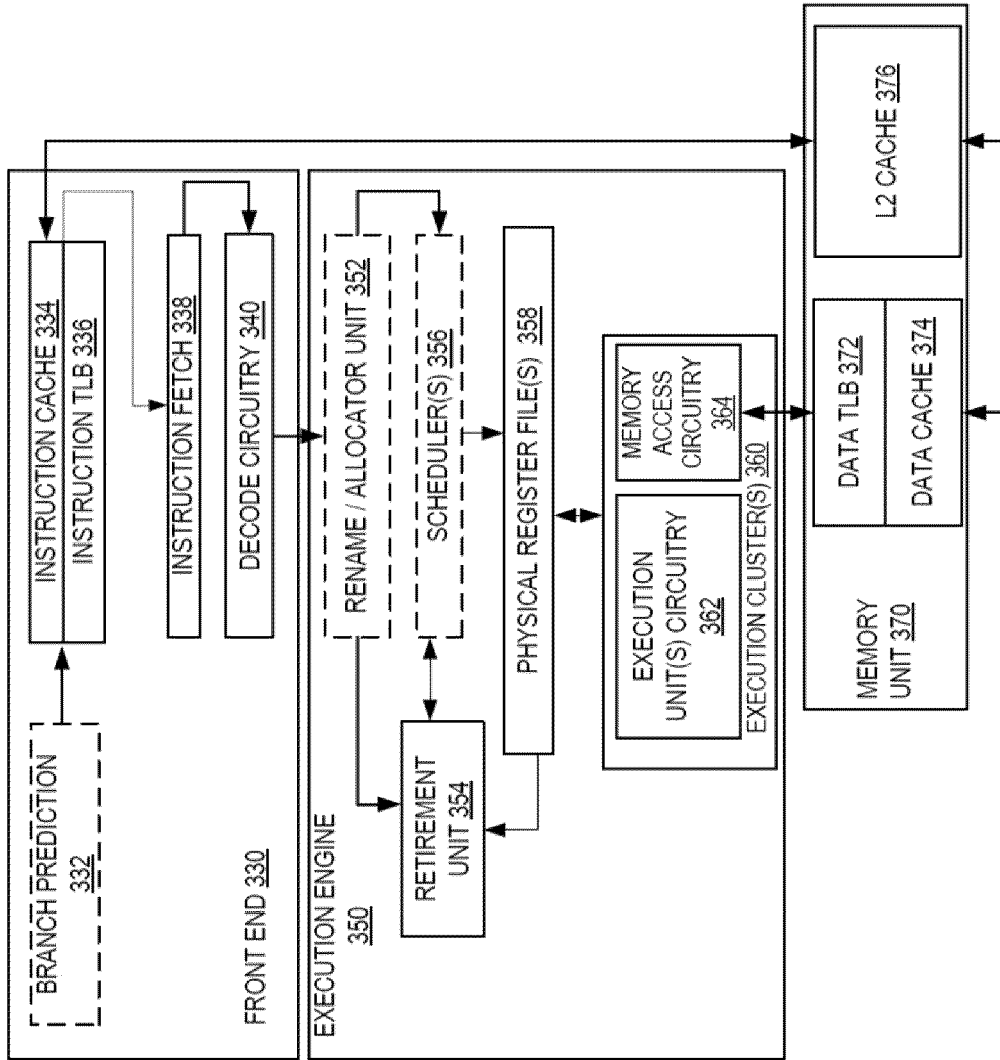 BRANCH PREDICTION
332
INSTRUCTION CACHE 334
INSTRUCTION TLB 336
INSTRUCTION FETCH 338
DECODE CIRCUITRY 340
FRONT END 330
EXECUTION ENGINE
350
RENAME / ALLOCATOR UNIT 352
RETIREMENT
UNIT 354
SCHEDULER(S) 356
PHYSICAL REGISTER FILE(S) 358
EXECUTION
UNIT(S) CIRCUITRY
362
MEMORY
ACCESS
CIRCUITRY
364
EXECUTION CLUSTER(S) 360
MEMORY
UNIT 370
DATA TLB 372
DATA CACHE 374
L2 CACHE 376